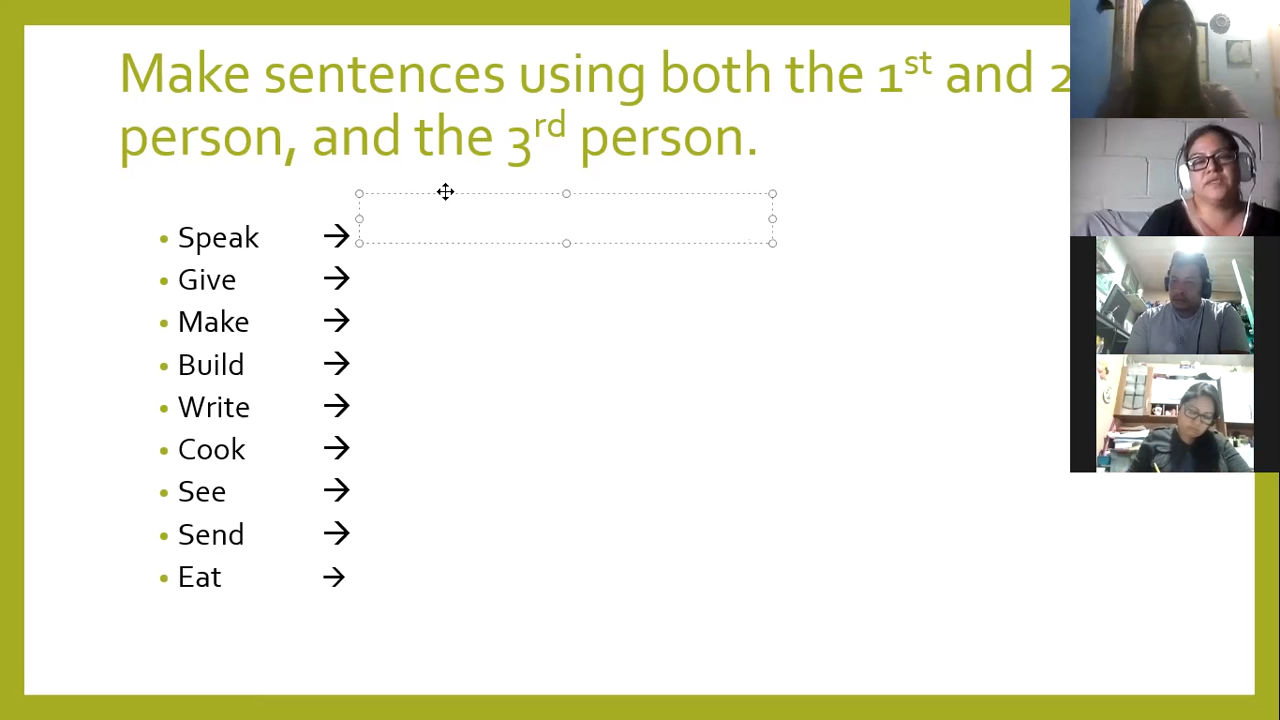 Make sentences using both the 1st and 2
person, and the 3rd person.
• Speak →
• Give →
• Make →
• Build →
• Write →
• Cook →
• See →
• Send →
• Eat →